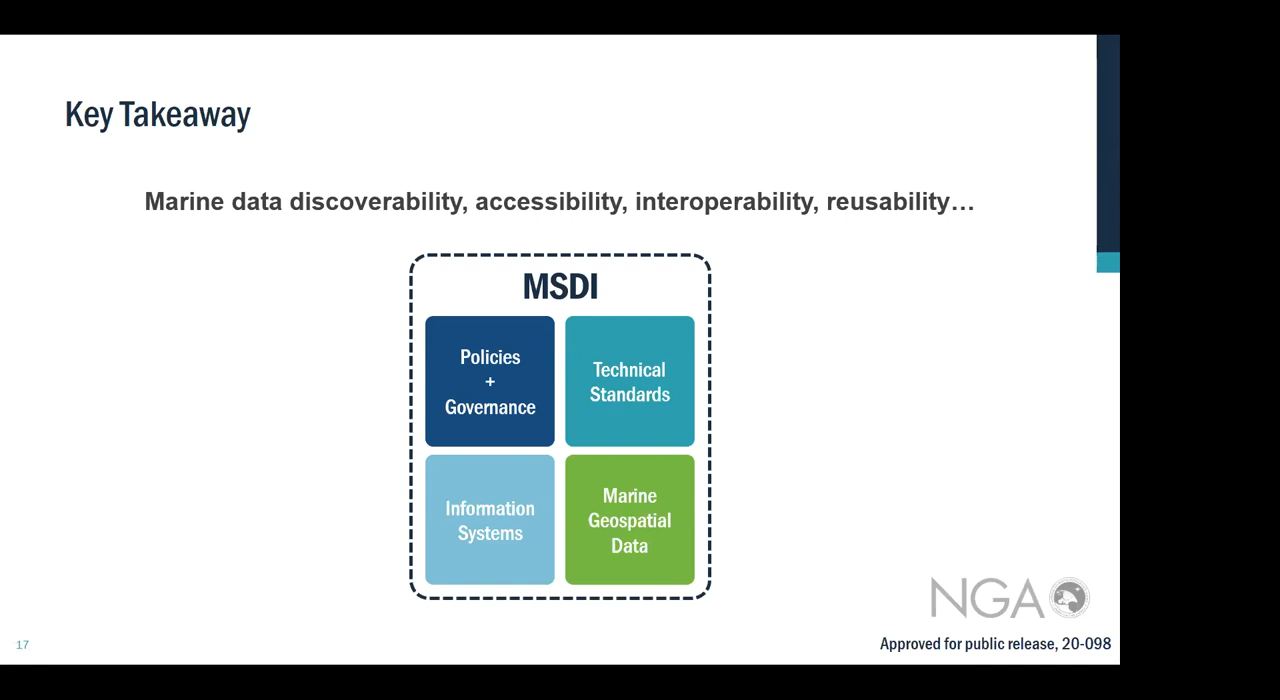 Key Takeaway
Marine data discoverability, accessibility, interoperability, reusability…
MSDI
Policies
+
Governance
Technical
Standards
Information
Systems
Marine
Geospatial
Data
NGA
17
Approved for public release, 20-098